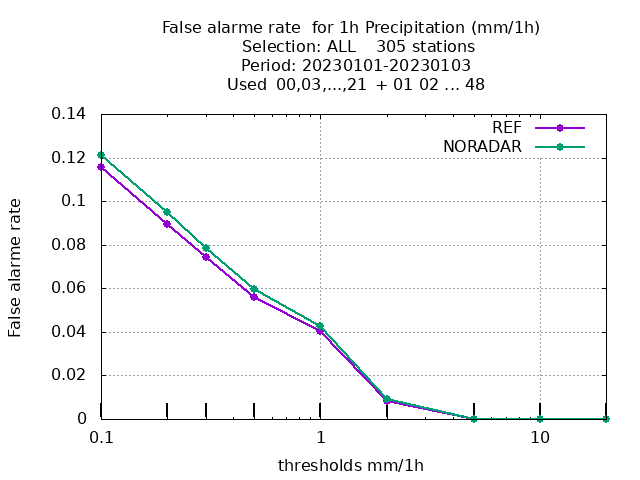 False alarme rate  for 1h Precipitation (mm/1h)
Selection: ALL    305 stations
Period: 20230101-20230103
Used  00,03,...,21  + 01 02 ... 48
REF
NORADAR
0.14
0.12
0.1
0.08
0.06
0.04
0.02
0
False alarme rate
0.1
1
10
thresholds mm/1h